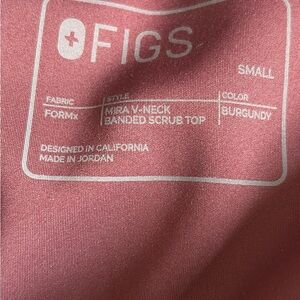 FIGS
SMALL
FABRIC STYLE COLOR
FORMx MIRA V-NECK BURGUNDY
BANDED SCRUB TOP
DESIGNED IN CALIFORNIA
MADE IN JORDAN